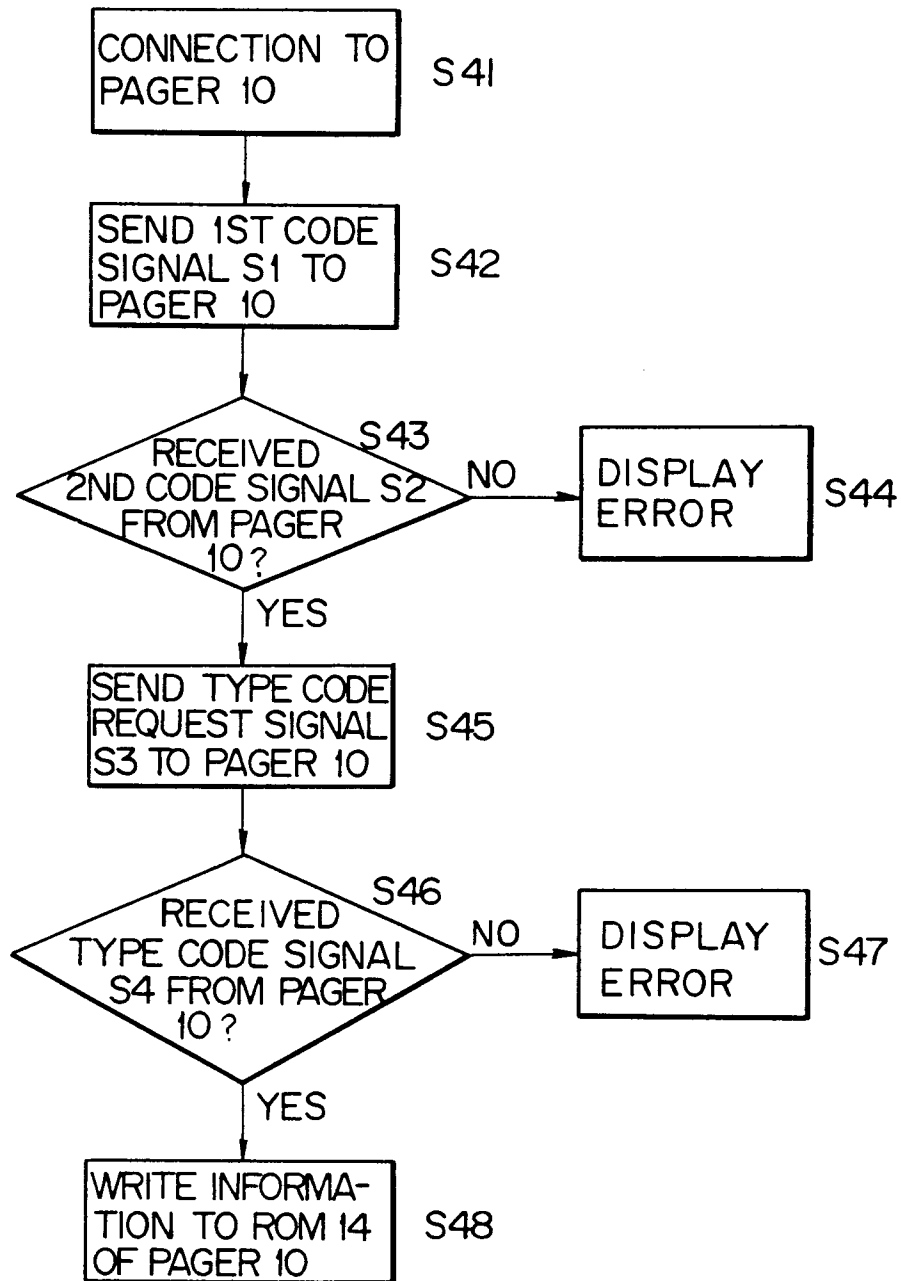 CONNECTION TO
PAGER 10
S41
SEND 1ST CODE
SIGNAL S1 TO
PAGER 10
S42
S43
RECEIVED
2ND CODE SIGNAL S2
FROM PAGER
10?
NO
DISPLAY
ERROR
S44
YES
SEND TYPE CODE
REQUEST SIGNAL
S3 TO PAGER 10
S45
S46
RECEIVED
TYPE CODE SIGNAL
S4 FROM PAGER
10?
NO
DISPLAY
ERROR
S47
YES
WRITE INFORMA-
TION TO ROM 14
OF PAGER 10
S48